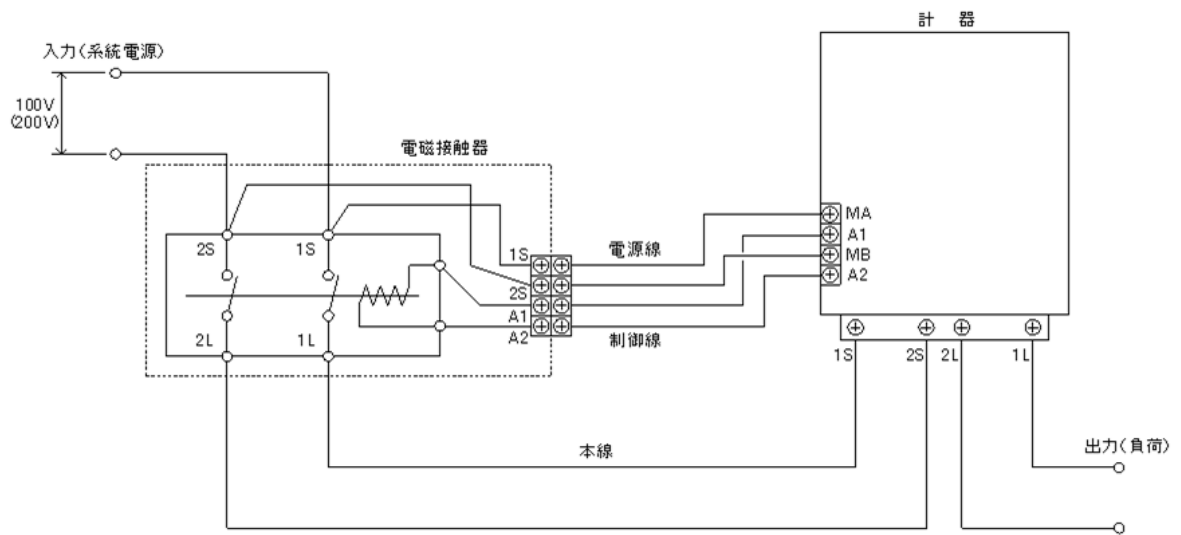 計 器
入力(系統電源)
100V
(200V)
電磁接触器
MA
A1
MB
A2
2S
1S
1S
電源線
2S
A1
A2
制御線
2L
1L
1S
2S
2L
1L
本線
出力(負荷)